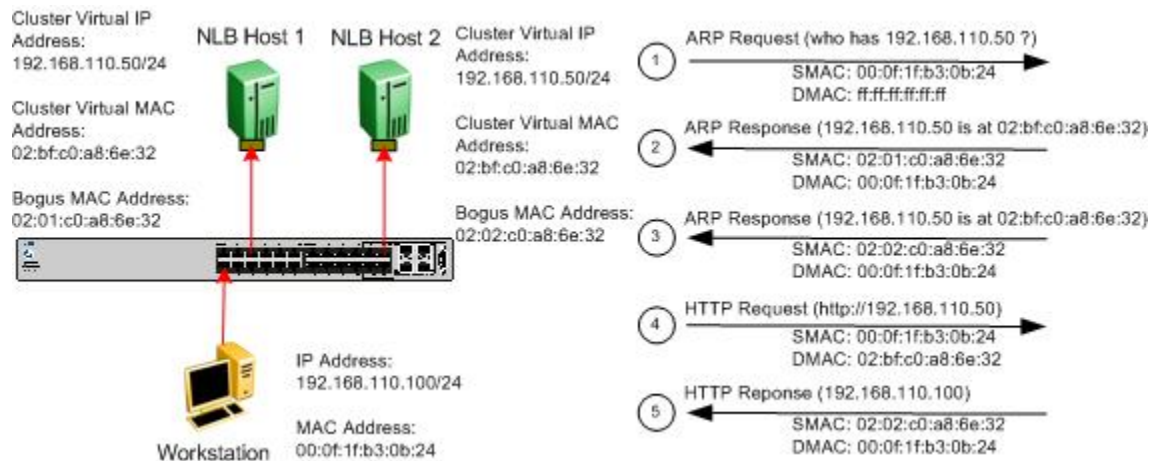 Cluster Virtual IP
Address:
192.168.110.50/24
Cluster Virtual MAC
Address:
02:bf:c0:a8:6e:32
Bogus MAC Address:
02:01:c0:a8:6e:32
NLB Host 1
NLB Host 2
Cluster Virtual IP
Address:
192.168.110.50/24
Cluster Virtual MAC
Address:
02:bf:c0:a8:6e:32
Bogus MAC Address:
02:02:c0:a8:6e:32
IP Address:
192.168.110.100/24
MAC Address:
00:0f:1f:b3:0b:24
Workstation
1
ARP Request (who has 192.168.110.50 ?)
SMAC: 00:0f:1f:b3:0b:24
DMAC: ff:ff:ff:ff:ff:ff
2
ARP Response (192.168.110.50 is at 02:bf:c0:a8:6e:32)
SMAC: 02:01:c0:a8:6e:32
DMAC: 00:0f:1f:b3:0b:24
3
ARP Response (192.168.110.50 is at 02:bf:c0:a8:6e:32)
SMAC: 02:02:c0:a8:6e:32
DMAC: 00:0f:1f:b3:0b:24
4
HTTP Request (http://192.168.110.50)
SMAC: 00:0f:1f:b3:0b:24
DMAC: 02:bf:c0:a8:6e:32
5
HTTP Reponse (192.168.110.100)
SMAC: 02:02:c0:a8:6e:32
DMAC: 00:0f:1f:b3:0b:24